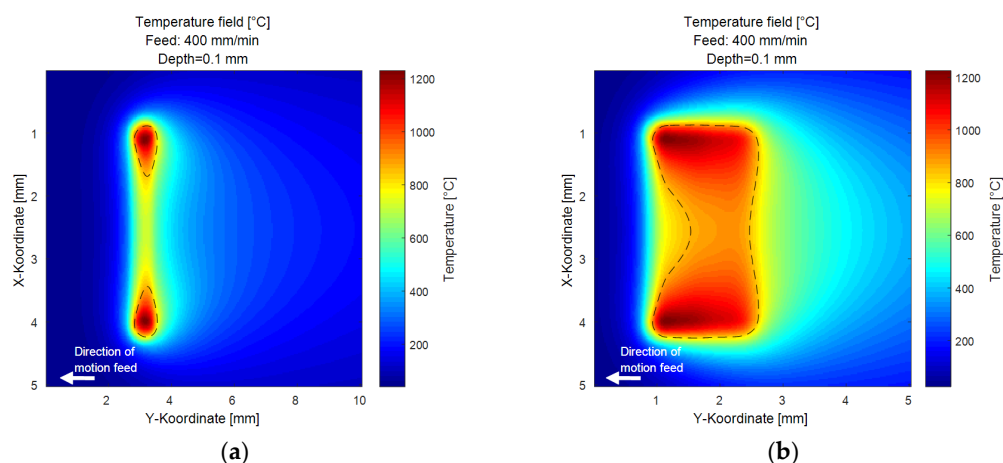 Temperature field [°C]
Feed: 400 mm/min
Depth=0.1 mm
X-Koordinate [mm]
1
2
3
4
5
2
4
6
8
10
Y-Koordinate [mm]
Direction of
motion feed
1200
1000
800
600
400
200
Temperature [°C]
(a)
Temperature field [°C]
Feed: 400 mm/min
Depth=0.1 mm
X-Koordinate [mm]
1
2
3
4
5
1
2
3
4
5
Y-Koordinate [mm]
Direction of
motion feed
1200
1000
800
600
400
200
Temperature [°C]
(b)